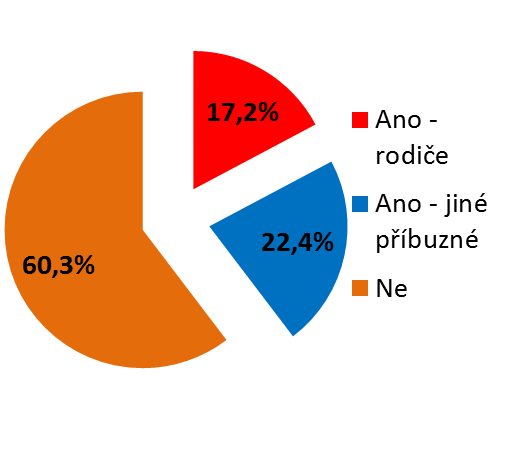 17,2%
22,4%
60,3%
Ano -
rodiče
Ano - jiné
příbuzné
Ne